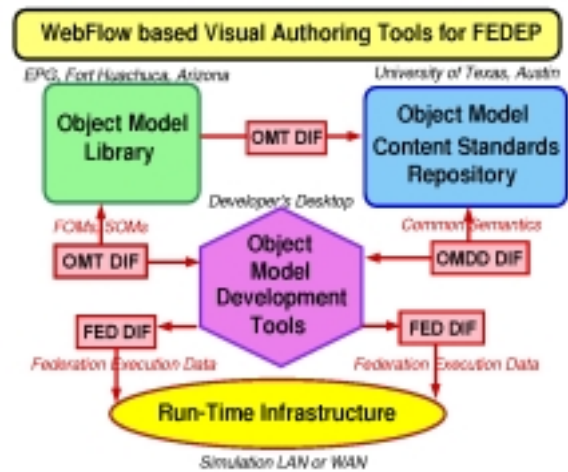 WebFlow based Visual Authoring Tools for FEDEP
EPG, Fort Huachuca, Arizona
University of Texas, Austin
Object Model
Library
OMT DIF
Object Model
Content Standards
Repository
Developer's Desktop
FOMs, SOMs
Common Semantics
OMT DIF
Object
Model
Development
Tools
OMDD DIF
FED DIF
FED DIF
Federation Execution Data
Federation Execution Data
Run-Time Infrastructure
Simulation LAN or WAN